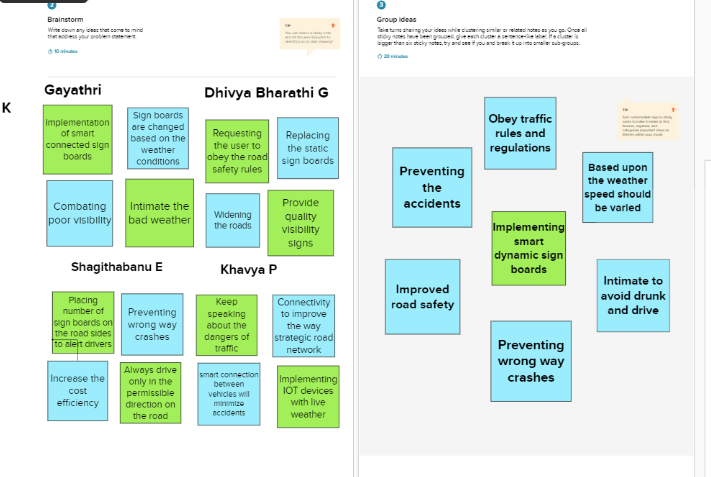 2
Brainstorm
Write down any ideas that come to mind
that address your problem statement.
10 minutes
TIP
K
Gayathri
Implementation
of smart
connected sign
boards
Sign boards
are changed
based on the
weather
conditions
Combating
poor visibility
Intimate the
bad weather
Dhivya Bharathi G
Requesting
the user to
obey the road
safety rules
Replacing
the static
sign boards
Widening
the roads
Provide
quality
visibility
signs
Shagithabanu E
Placing
number of
sign boards on
the road sides
to alert drivers
Preventing
wrong way
crashes
Increase the
cost
efficiency
Always drive
only in the
permissible
direction on
the road
Khavya P
Keep
speaking
about the
dangers of
traffic
Connectivity
to improve
the way
strategic road
network
smart connection
between
vehicles will
minimize
accidents
Implementing
IOT devices
with live
weather
3
Group ideas
Take turns sharing your ideas while clustering similar or related notes as you go. Once all
sticky notes have been grouped, give each cluster a sentence-like label. If a cluster is
bigger than six sticky notes, try and see if you and break it up into smaller sub-groups.
20 minutes
TIP
Obey traffic
rules and
regulations
Preventing
the
accidents
Based upon
the weather
speed should
be varied
Implementing
smart
dynamic sign
boards
Improved
road safety
Intimate to
avoid drunk
and drive
Preventing
wrong way
crashes